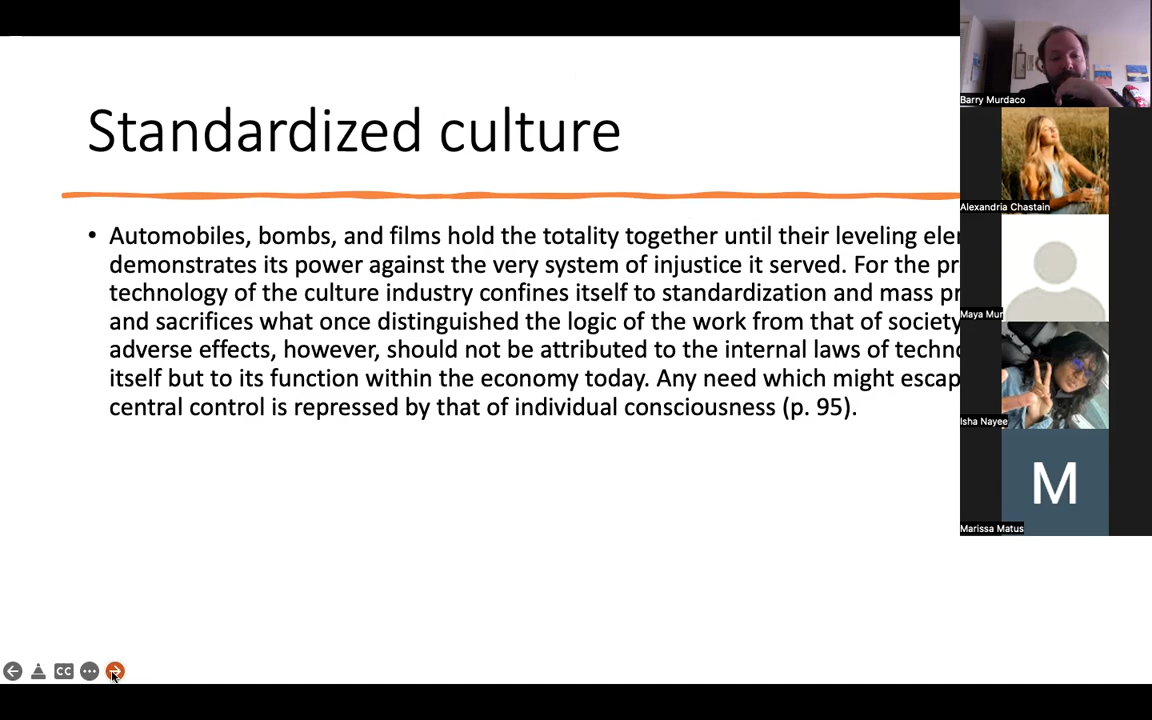 Standardized culture
• Automobiles, bombs, and films hold the totality together until their leveling
demonstrates its power against the very system of injustice it served. For the
technology of the culture industry confines itself to standardization and mass
and sacrifices what once distinguished the logic of the work from that of society
adverse effects, however, should not be attributed to the internal laws of
itself but to its function within the economy today. Any need which might
central control is repressed by that of individual consciousness (p. 95).
CC
Barry Murdaco
Alexandria Chastain
Maya Mur
Isha Nayee
M
Marissa Matus